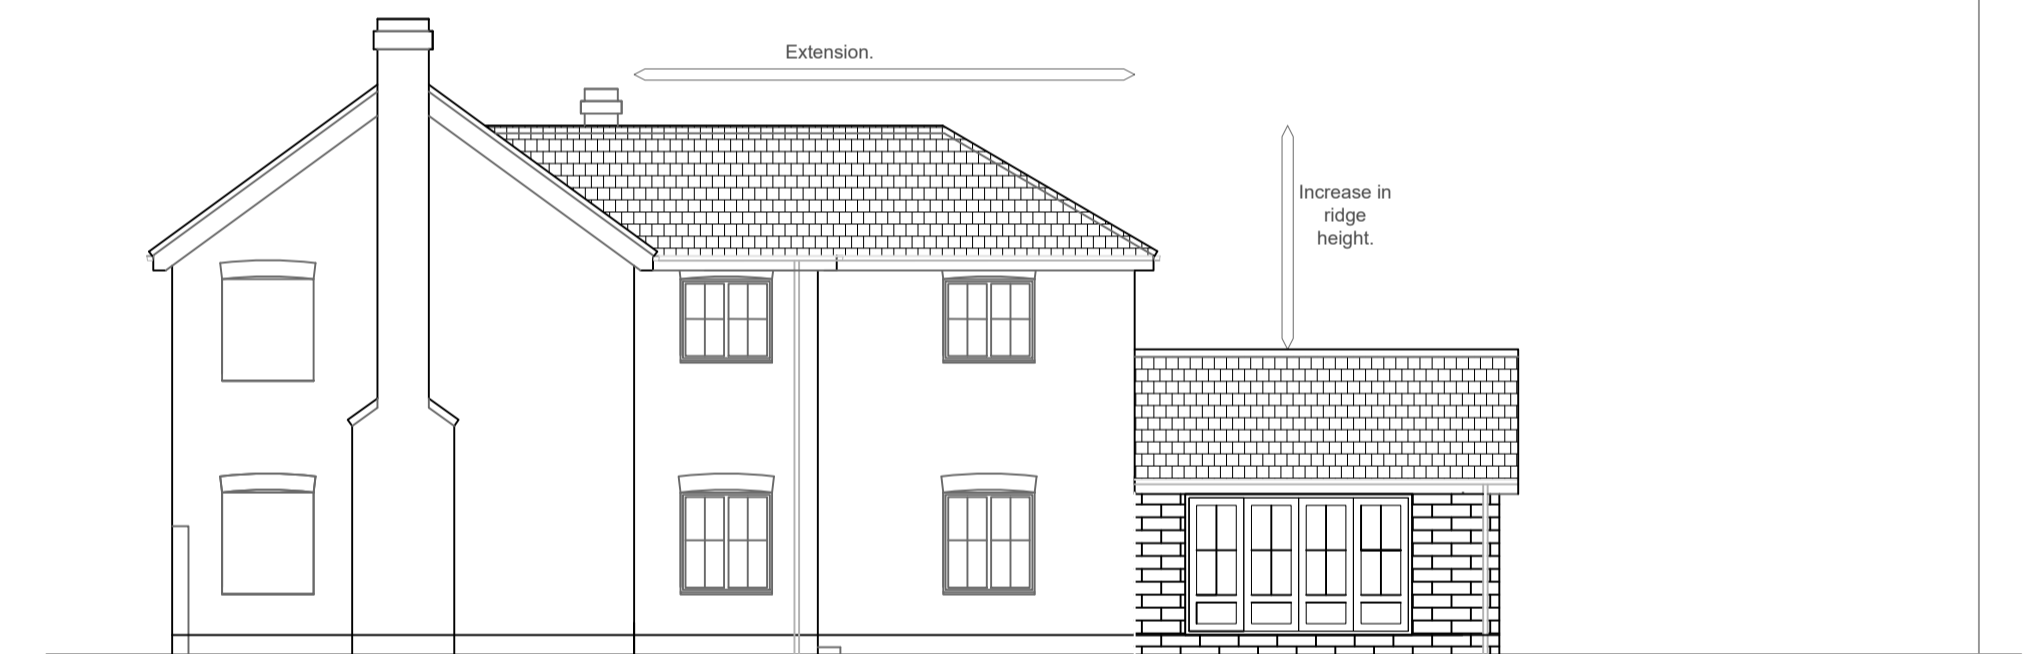 Extension.
Increase in
ridge
height.